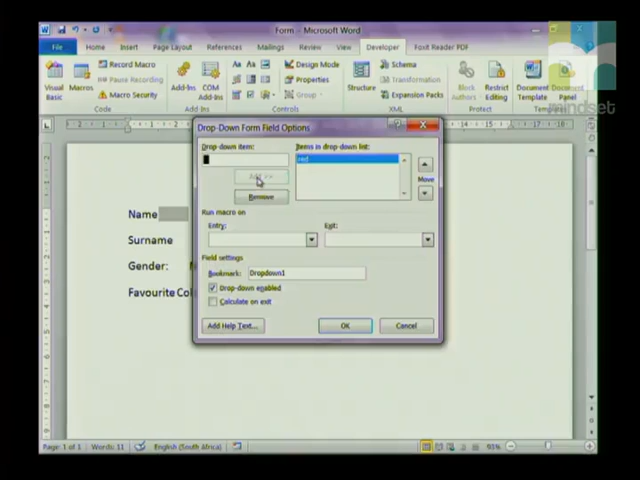 Form - Microsoft Word
File Home Insert Page Layout References Mailings Review View Developer Foxit Reader PDF
Visual Basic
Macros
Record Macro
Pause Recording
Macro Security
Code
Add-Ins
COM Add-Ins
Add-Ins
Aa Aa
Design Mode
Properties
Group
Controls
Structure
Schema
Transformation
Expansion Packs
XML
Block Authors
Restrict Editing
Protect
Document Template
Document Panel
Templates
mindset
Drop-Down Form Field Options
Drop-down item:
Items in drop-down list:
red
Add >>
Remove
Move
Run macro on
Entry:
Exit:
Field settings
Bookmark: Dropdown1
Drop-down enabled
Calculate on exit
Add Help Text...
OK
Cancel
Name
Surname
Gender:
Favourite Col
Page: 1 of 1 Words: 11 English (South Africa) 93%